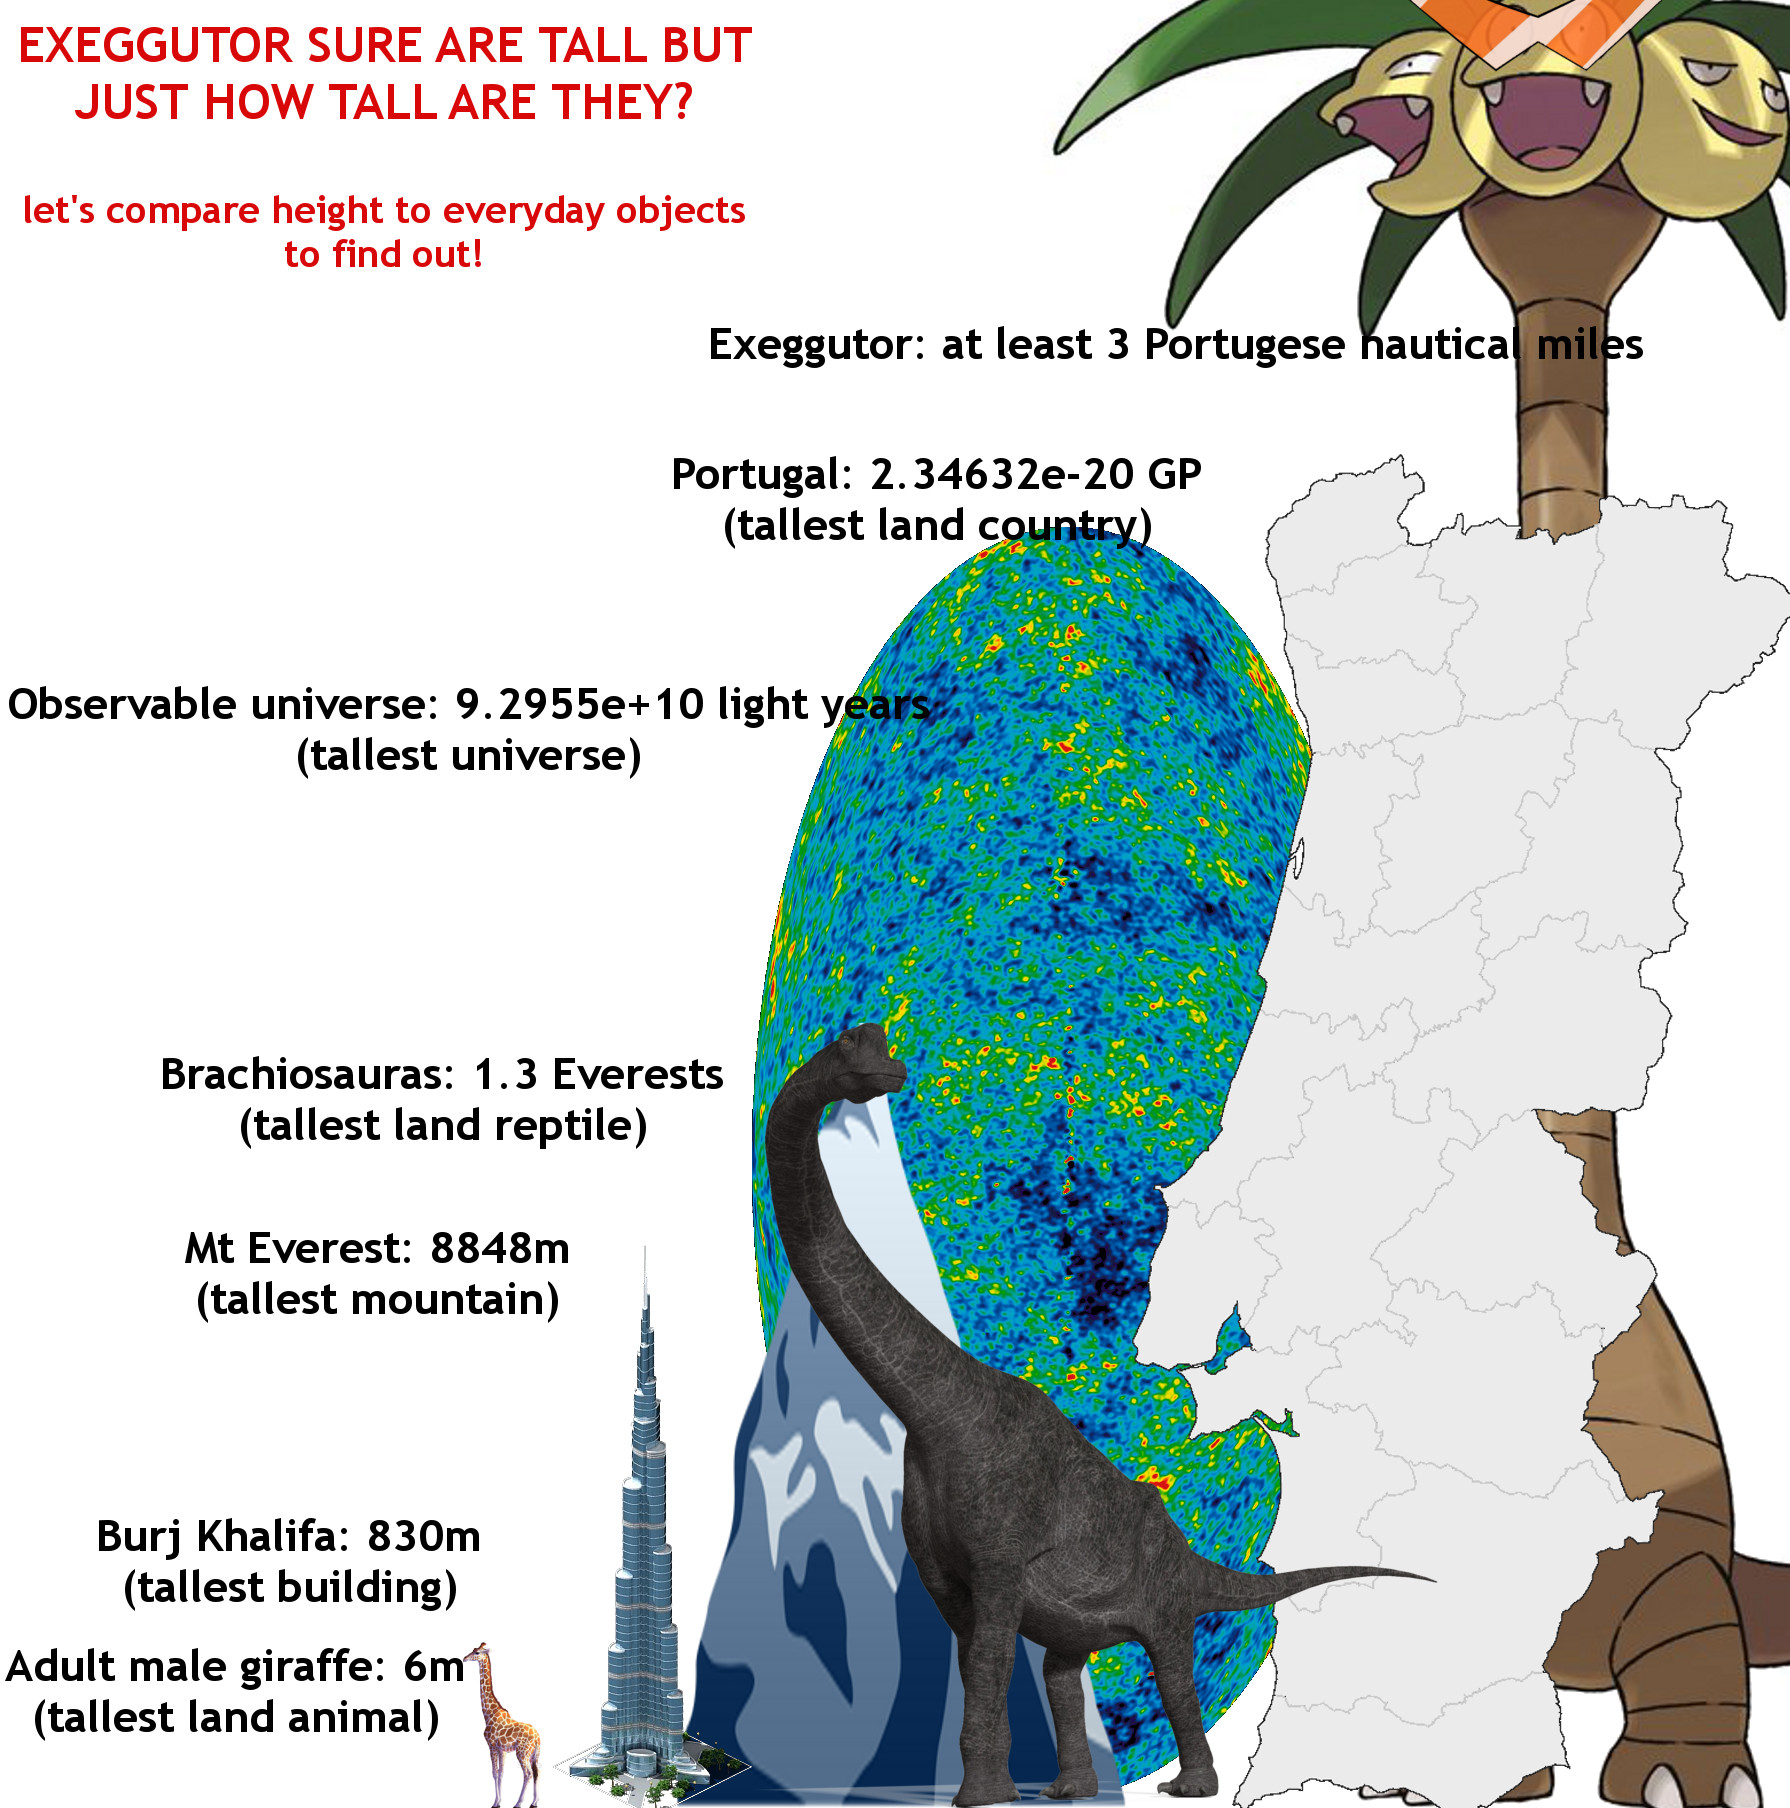 EXEGGUTOR SURE ARE TALL BUT
JUST HOW TALL ARE THEY?
let's compare height to everyday objects
to find out!
Exeggutor: at least 3 Portugese nautical miles
Portugal: 2.34632e-20 GP
(tallest land country)
Observable universe: 9.2955e+10 light years
(tallest universe)
Brachiosauras: 1.3 Everests
(tallest land reptile)
Mt Everest: 8848m
(tallest mountain)
Burj Khalifa: 830m
(tallest building)
Adult male giraffe: 6m
(tallest land animal)